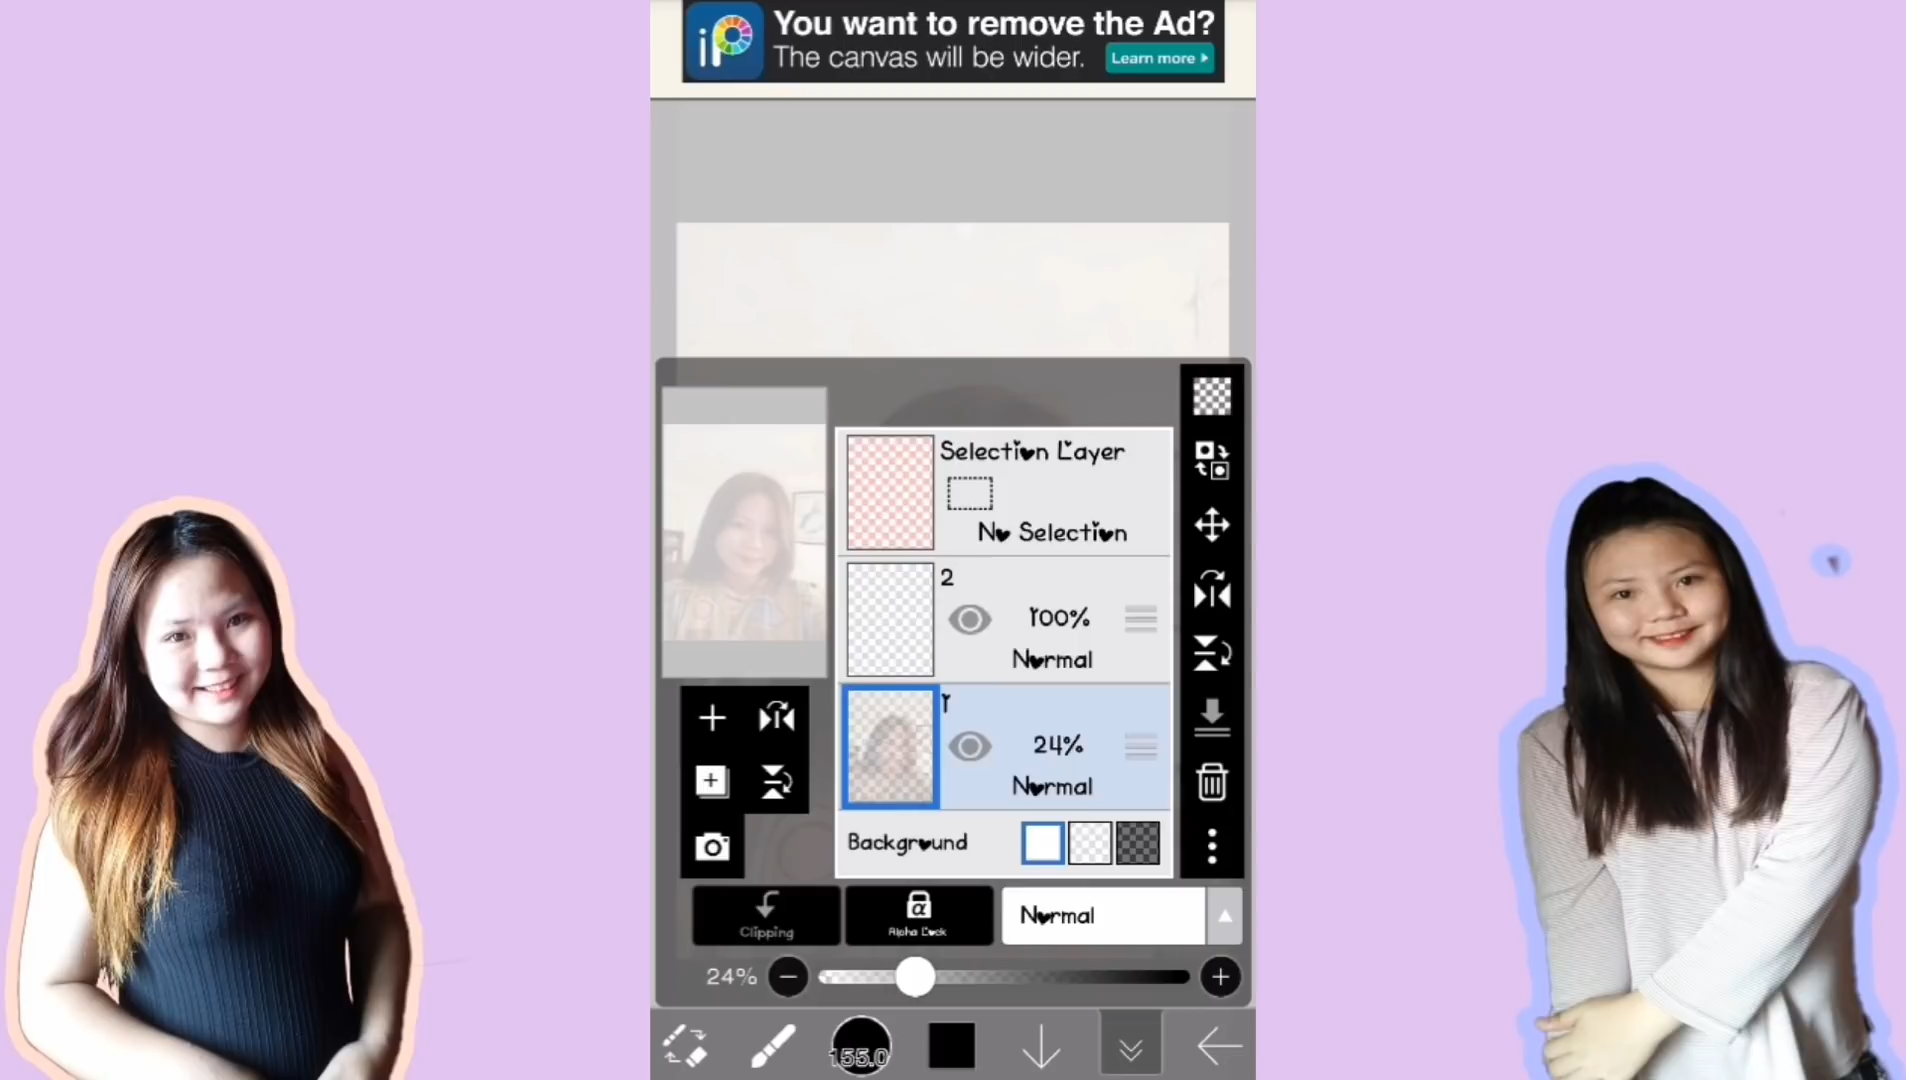 iP
You want to remove the Ad?
The canvas will be wider.
Learn more
Selection Layer
No Selection
2
100%
Normal
1
24%
Normal
Background
Clipping
α
Alpha Lock
Normal
24%
155.0